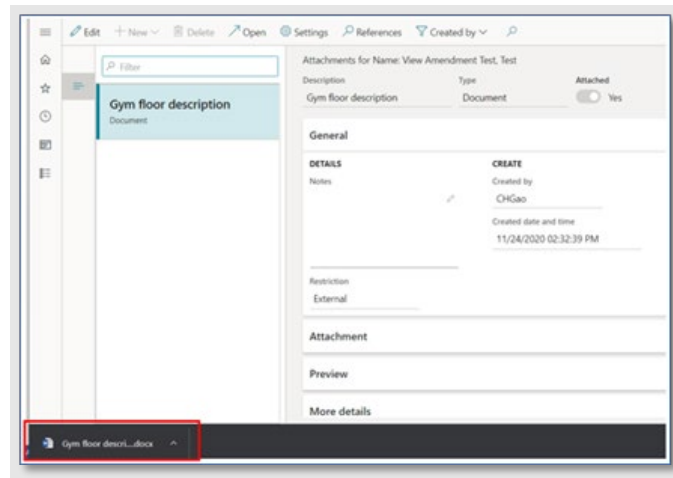 Edit New Delete Open Settings References Created by
Filter
Gym floor description
Document
Attachments for Name: View Amendment Test, Test
Description Type Attached
Gym floor description Document Yes
General
DETAILS CREATE
Notes Created by
CHGao
Created date and time
11/24/2020 02:32:39 PM
Restriction
External
Attachment
Preview
More details
Gym floor descri....docx